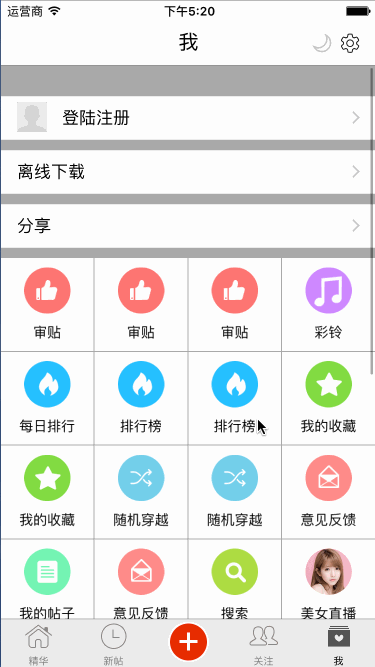 运营商 下午5:20
我
登陆注册
离线下载
分享
审贴 审贴 审贴 彩铃
每日排行 排行榜 排行榜 我的收藏
我的收藏 随机穿越 随机穿越 意见反馈
我的帖子 意见反馈 搜索 美女直播
精华 新帖 关注 我